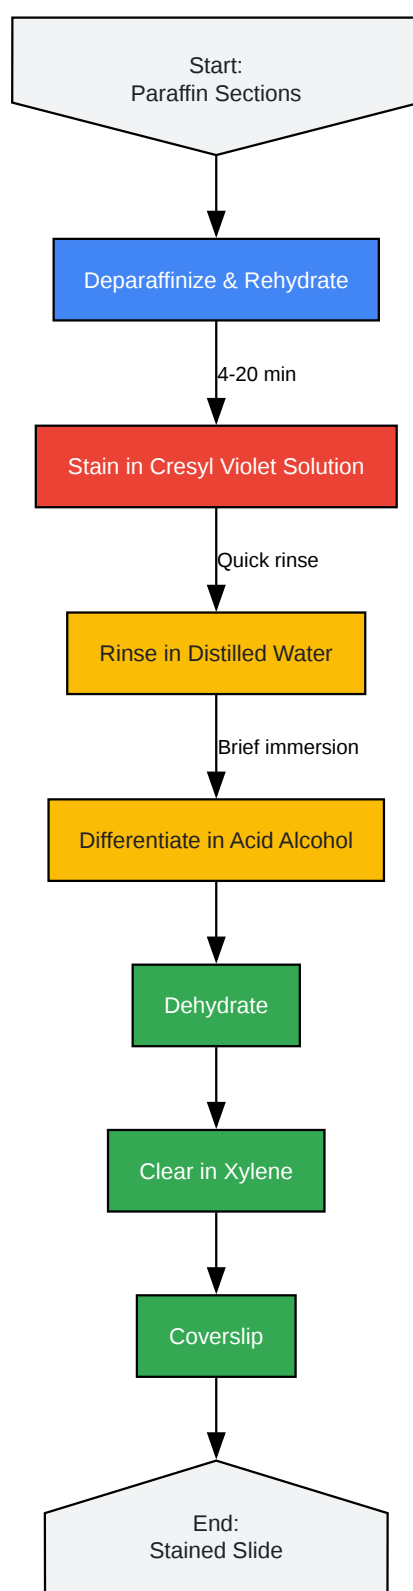 Start:
Paraffin Sections
Deparaffinize & Rehydrate
4-20 min
Stain in Cresyl Violet Solution
Quick rinse
Rinse in Distilled Water
Brief immersion
Differentiate in Acid Alcohol
Dehydrate
Clear in Xylene
Coverslip
End:
Stained Slide